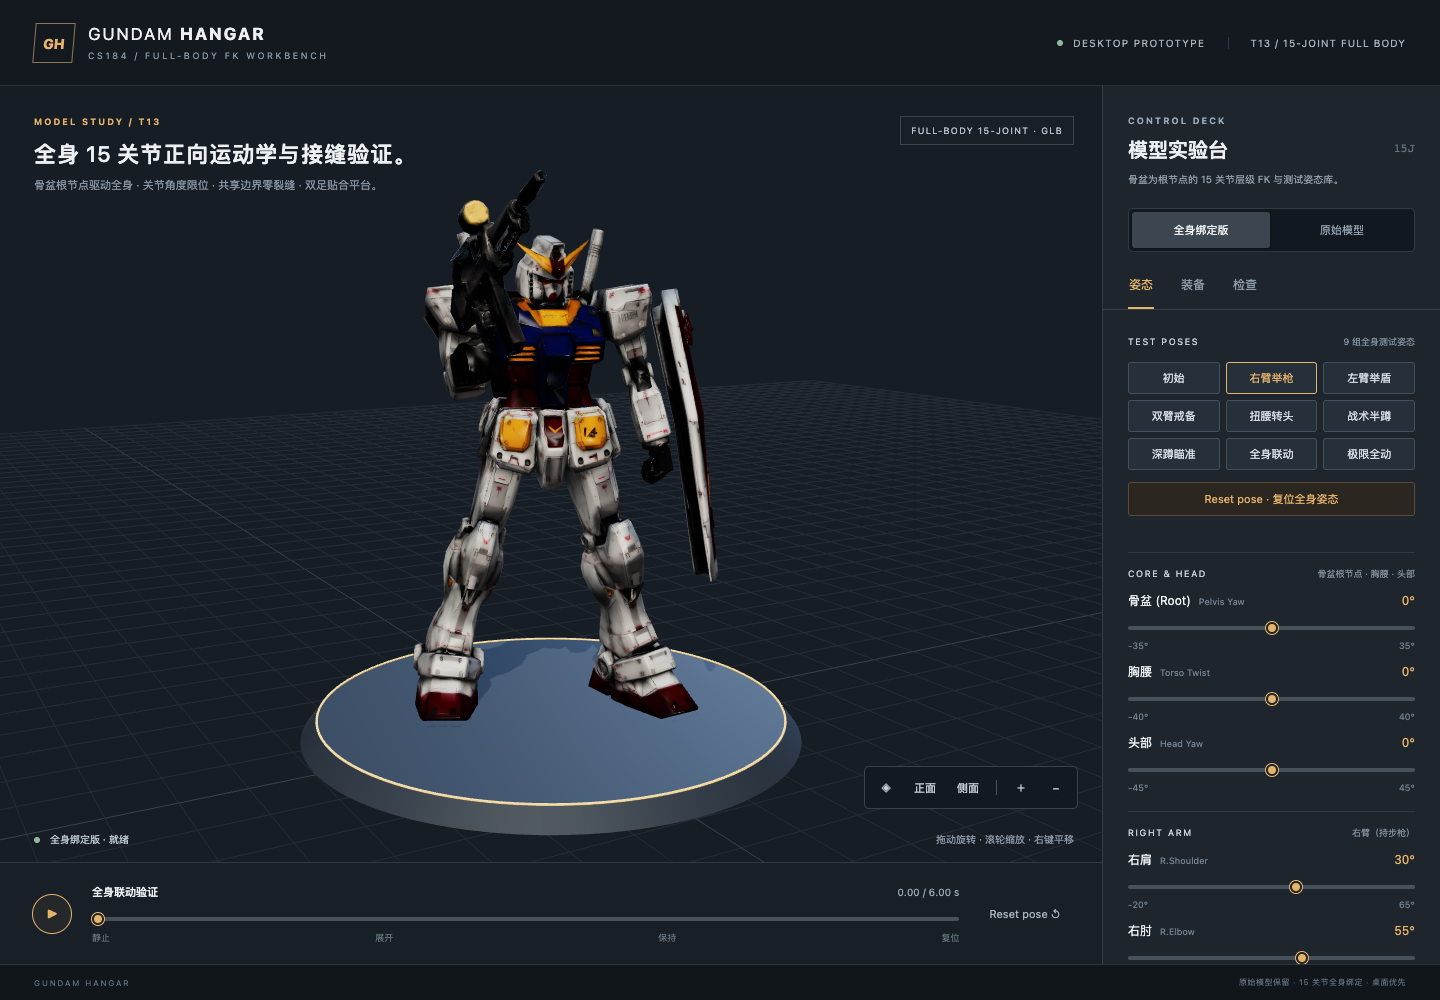 GH
GUNDAM HANGAR
CS184 / FULL-BODY FK WORKBENCH
DESKTOP PROTOTYPE
T13 / 15-JOINT FULL BODY
MODEL STUDY / T13
全身 15 关节正向运动学与接缝验证。
骨盆根节点驱动全身 · 关节角度限位 · 共享边界零裂缝 · 双足贴合平台。
FULL-BODY 15-JOINT · GLB
14
正面
侧面
+
−
全身绑定版 · 就绪
拖动旋转 · 滚轮缩放 · 右键平移
全身联动验证
0.00 / 6.00 s
静止
展开
保持
复位
Reset pose ↺
CONTROL DECK
模型实验台
15J
骨盆为根节点的 15 关节层级 FK 与测试姿态库。
全身绑定版
原始模型
姿态
装备
检查
TEST POSES
9 组全身测试姿态
初始
右臂举枪
左臂举盾
双臂戒备
扭腰转头
战术半蹲
深蹲瞄准
全身联动
极限全动
Reset pose · 复位全身姿态
CORE & HEAD
骨盆根节点 · 胸腰 · 头部
骨盆 (Root) Pelvis Yaw
0°
-35°
35°
胸腰 Torso Twist
0°
-40°
40°
头部 Head Yaw
0°
-45°
45°
RIGHT ARM
右臂（持步枪）
右肩 R.Shoulder
30°
-20°
65°
右肘 R.Elbow
55°
GUNDAM HANGAR
原始模型保留 · 15 关节全身绑定 · 桌面优先